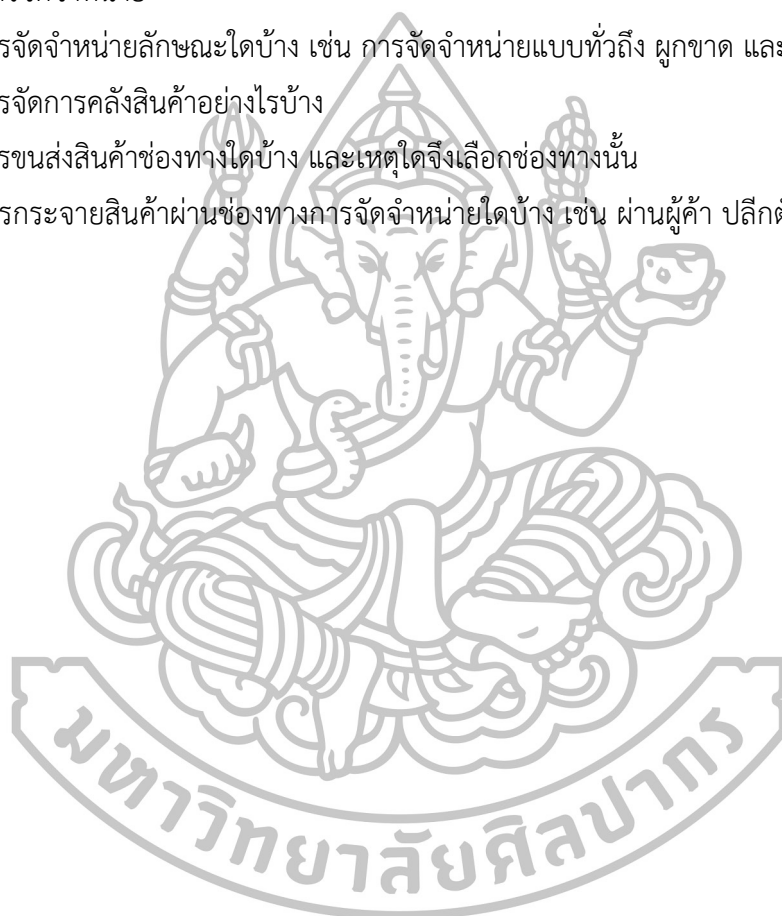 รจัดจำหน่ายลักษณะใดบ้าง เช่น การจัดจำหน่ายแบบทั่วถึง ผูกขาด และ
รจัดการคลังสินค้าอย่างไรบ้าง
รขนส่งสินค้าช่องทางใดบ้าง และเหตุใดจึงเลือกช่องทางนั้น
รกระจายสินค้าผ่านช่องทางการจัดจำหน่ายใดบ้าง เช่น ผ่านผู้ค้า ปลีก
มหาวิทยาลัยศิลปากร